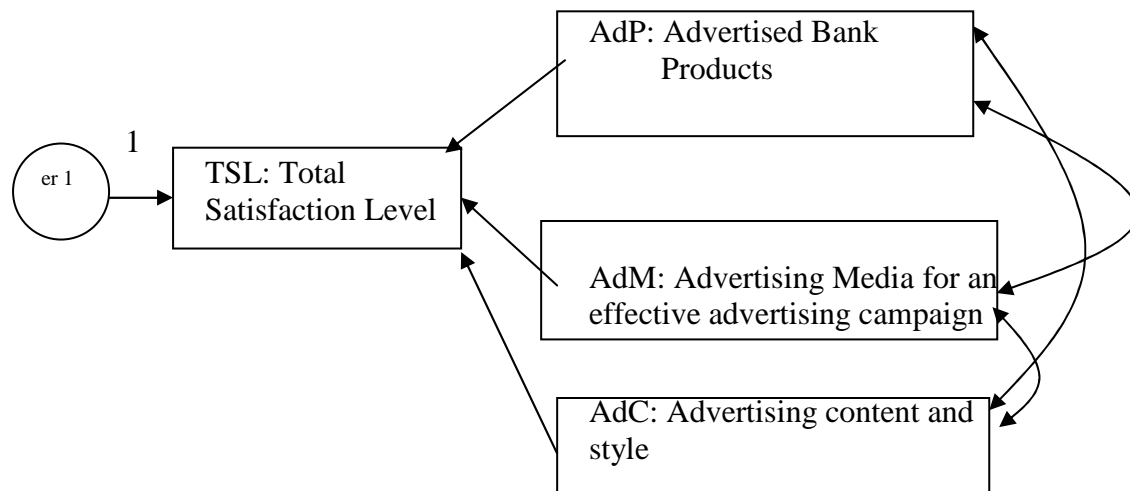 AdP: Advertised Bank
Products
1
er 1
TSL: Total
Satisfaction Level
AdM: Advertising Media for an
effective advertising campaign
AdC: Advertising content and
style